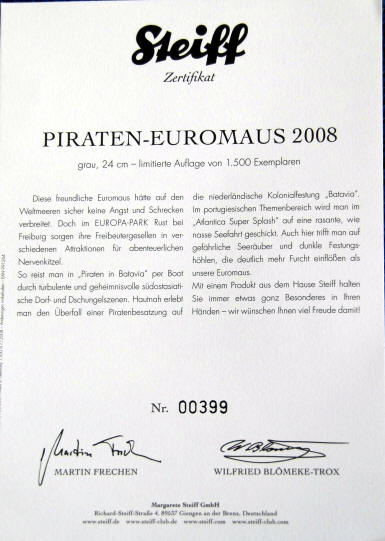 Steiff
Zertifikat
PIRATEN-EUROMAUS 2008
grau, 24 cm – limitierte Auflage von 1.500 Exemplaren
Diese freundliche Euromaus hätte auf den
Weltmeeren sicher keine Angst und Schrecken
verbreitet. Doch im EUROPA-PARK Rust bei
Freiburg sorgen ihre Freibeutergesellen in ver-
schiedenen Attraktionen für abenteuerlichen
Nervenkitzel.
So reist man in „Piraten in Batavia" per Boot
durch turbulente und geheimnisvolle südostasiati-
sche Dorf- und Dschungelszenen. Hautnah erlebt
man den Überfall einer Piratenbesatzung auf
die niederländische Kolonialfestung „Batavia".
Im portugiesischen Themenbereich wird man im
„Atlantica Super Splash" auf eine rasante, wie
nasse Seefahrt geschickt. Auch hier trifft man auf
gefährliche Seeräuber und dunkle Festungs-
höhlen, die deutlich mehr Furcht einflößen als
unsere Euromaus.
Mit einem Produkt aus dem Hause Steiff halten
Sie immer etwas ganz Besonderes in Ihren
Händen – wir wünschen Ihnen viel Freude damit!
Nr. 00399
Martin Frech
MARTIN FRECHEN
WILFRIED BLÖMEKE-TROX
Margarete Steiff GmbH
Richard-Steiff-Straße 4, 89537 Giengen an der Brenz, Deutschland
www.steiff.de www.steiff-club.de www.steiff.com www.steiff-club.com